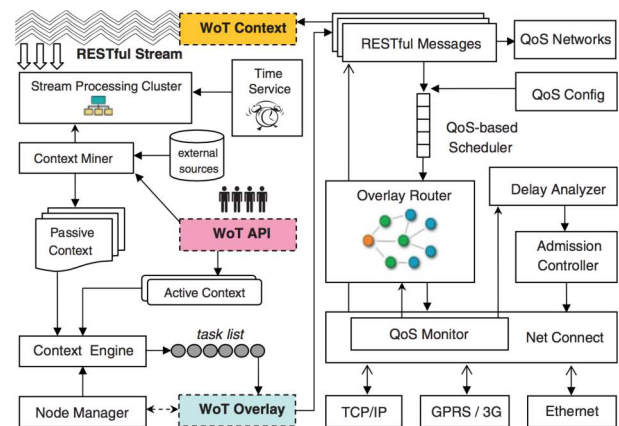 WoT Context
RESTful Stream
Stream Processing Cluster
Time
Service
Context Miner
external
sources
Passive
Context
WoT API
Active Context
Context Engine
task list
Node Manager
WoT Overlay
RESTful Messages
QoS Networks
QoS Config
QoS-based
Scheduler
Overlay Router
Delay Analyzer
Admission
Controller
QoS Monitor
Net Connect
TCP/IP
GPRS / 3G
Ethernet